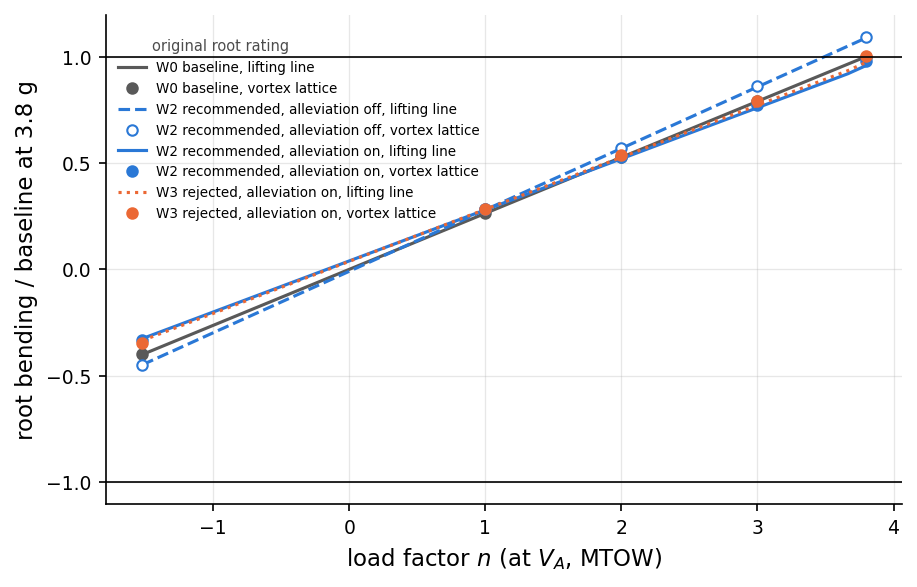 original root rating
W0 baseline, lifting line
W0 baseline, vortex lattice
W2 recommended, alleviation off, lifting line
W2 recommended, alleviation off, vortex lattice
W2 recommended, alleviation on, lifting line
W2 recommended, alleviation on, vortex lattice
W3 rejected, alleviation on, lifting line
W3 rejected, alleviation on, vortex lattice
root bending / baseline at 3.8 g
1.0
0.5
0.0
−0.5
−1.0
−1 0 1 2 3 4
load factor n (at V_A, MTOW)